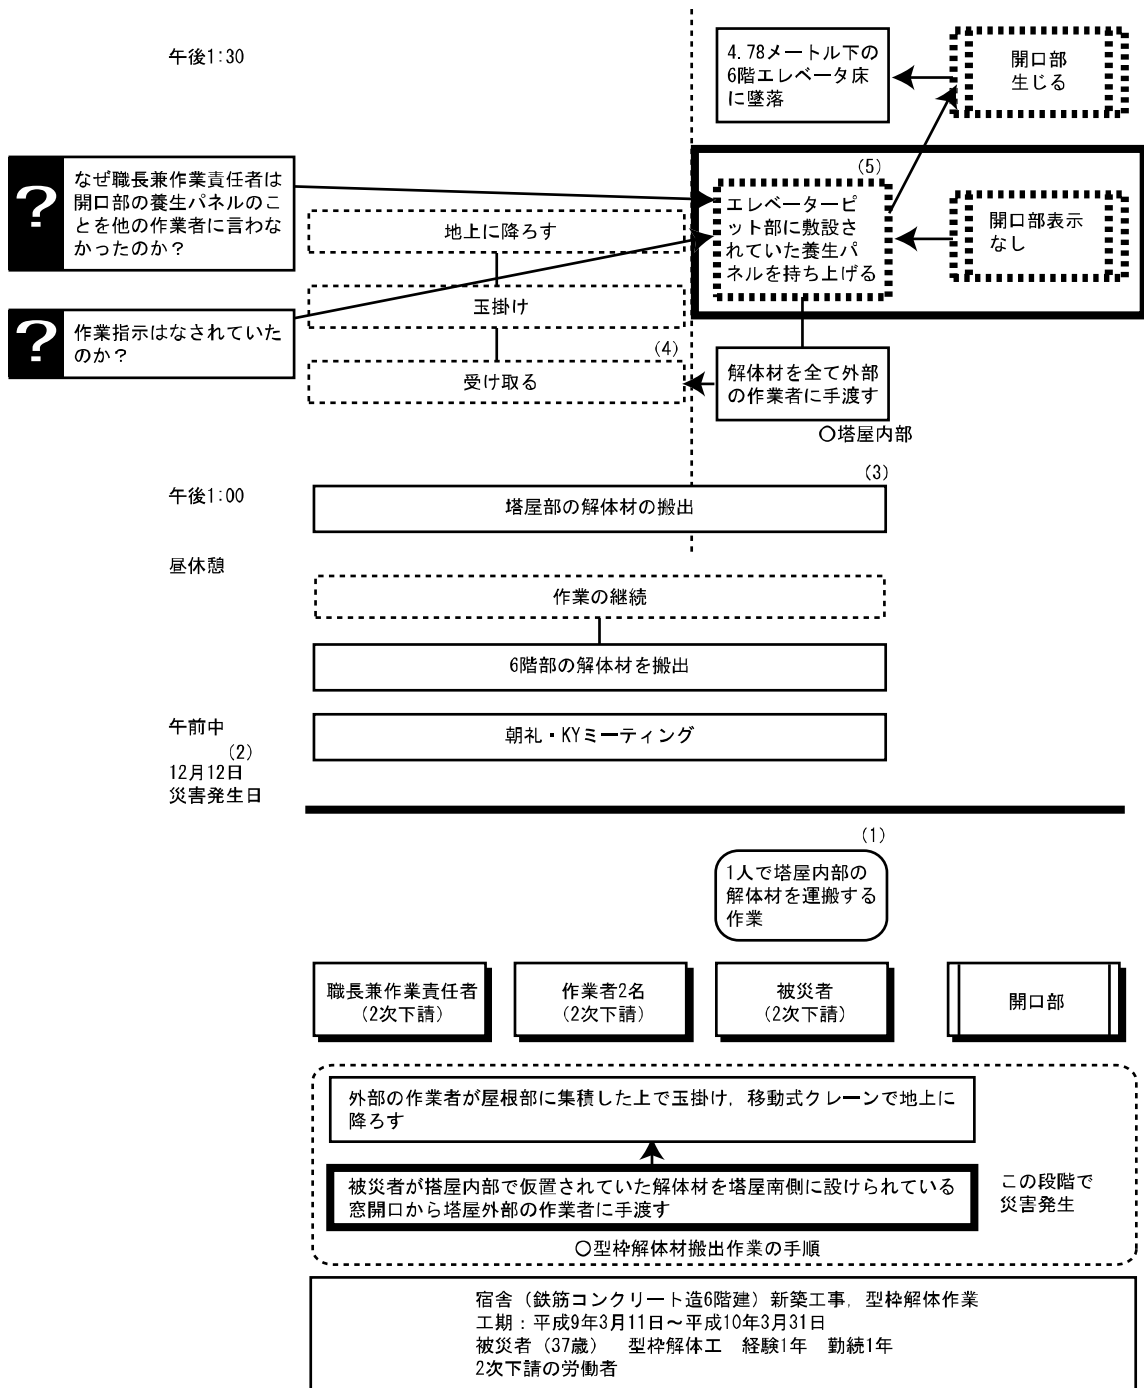 午後1:30
4.78メートル下の
6階エレベータ床
に墜落
開口部
生じる
?
なぜ職長兼作業責任者は
開口部の養生パネルのこ
とを他の作業者に言わな
かったのか?
(5)
エレベーターピ
ット部に敷設さ
れていた養生パ
ネルを持ち上げる
開口部表示
なし
地上に降ろす
玉掛け
?
作業指示はなされていた
のか?
(4)
受け取る
解体材を全て外部
の作業者に手渡す
○塔屋内部
(3)
午後1:00
塔屋部の解体材の搬出
昼休憩
作業の継続
6階部の解体材を搬出
午前中
朝礼・KYミーティング
(2)
12月12日
災害発生日
(1)
1人で塔屋内部の
解体材を運搬する
作業
職長兼作業責任者
(2次下請)
作業者2名
(2次下請)
被災者
(2次下請)
開口部
外部の作業者が屋根部に集積した上で玉掛け,移動式クレーンで地上に
降ろす
被災者が搭屋内部で仮置されていた解体材を塔屋南側に設けられている
窓開口から塔屋外部の作業者に手渡す
この段階で
災害発生
○型枠解体材搬出作業の手順
宿舎(鉄筋コンクリート造6階建)新築工事,型枠解体作業
工期:平成9年3月11日~平成10年3月31日
被災者(37歳) 型枠解体工 経験1年 勤続1年
2次下請の労働者